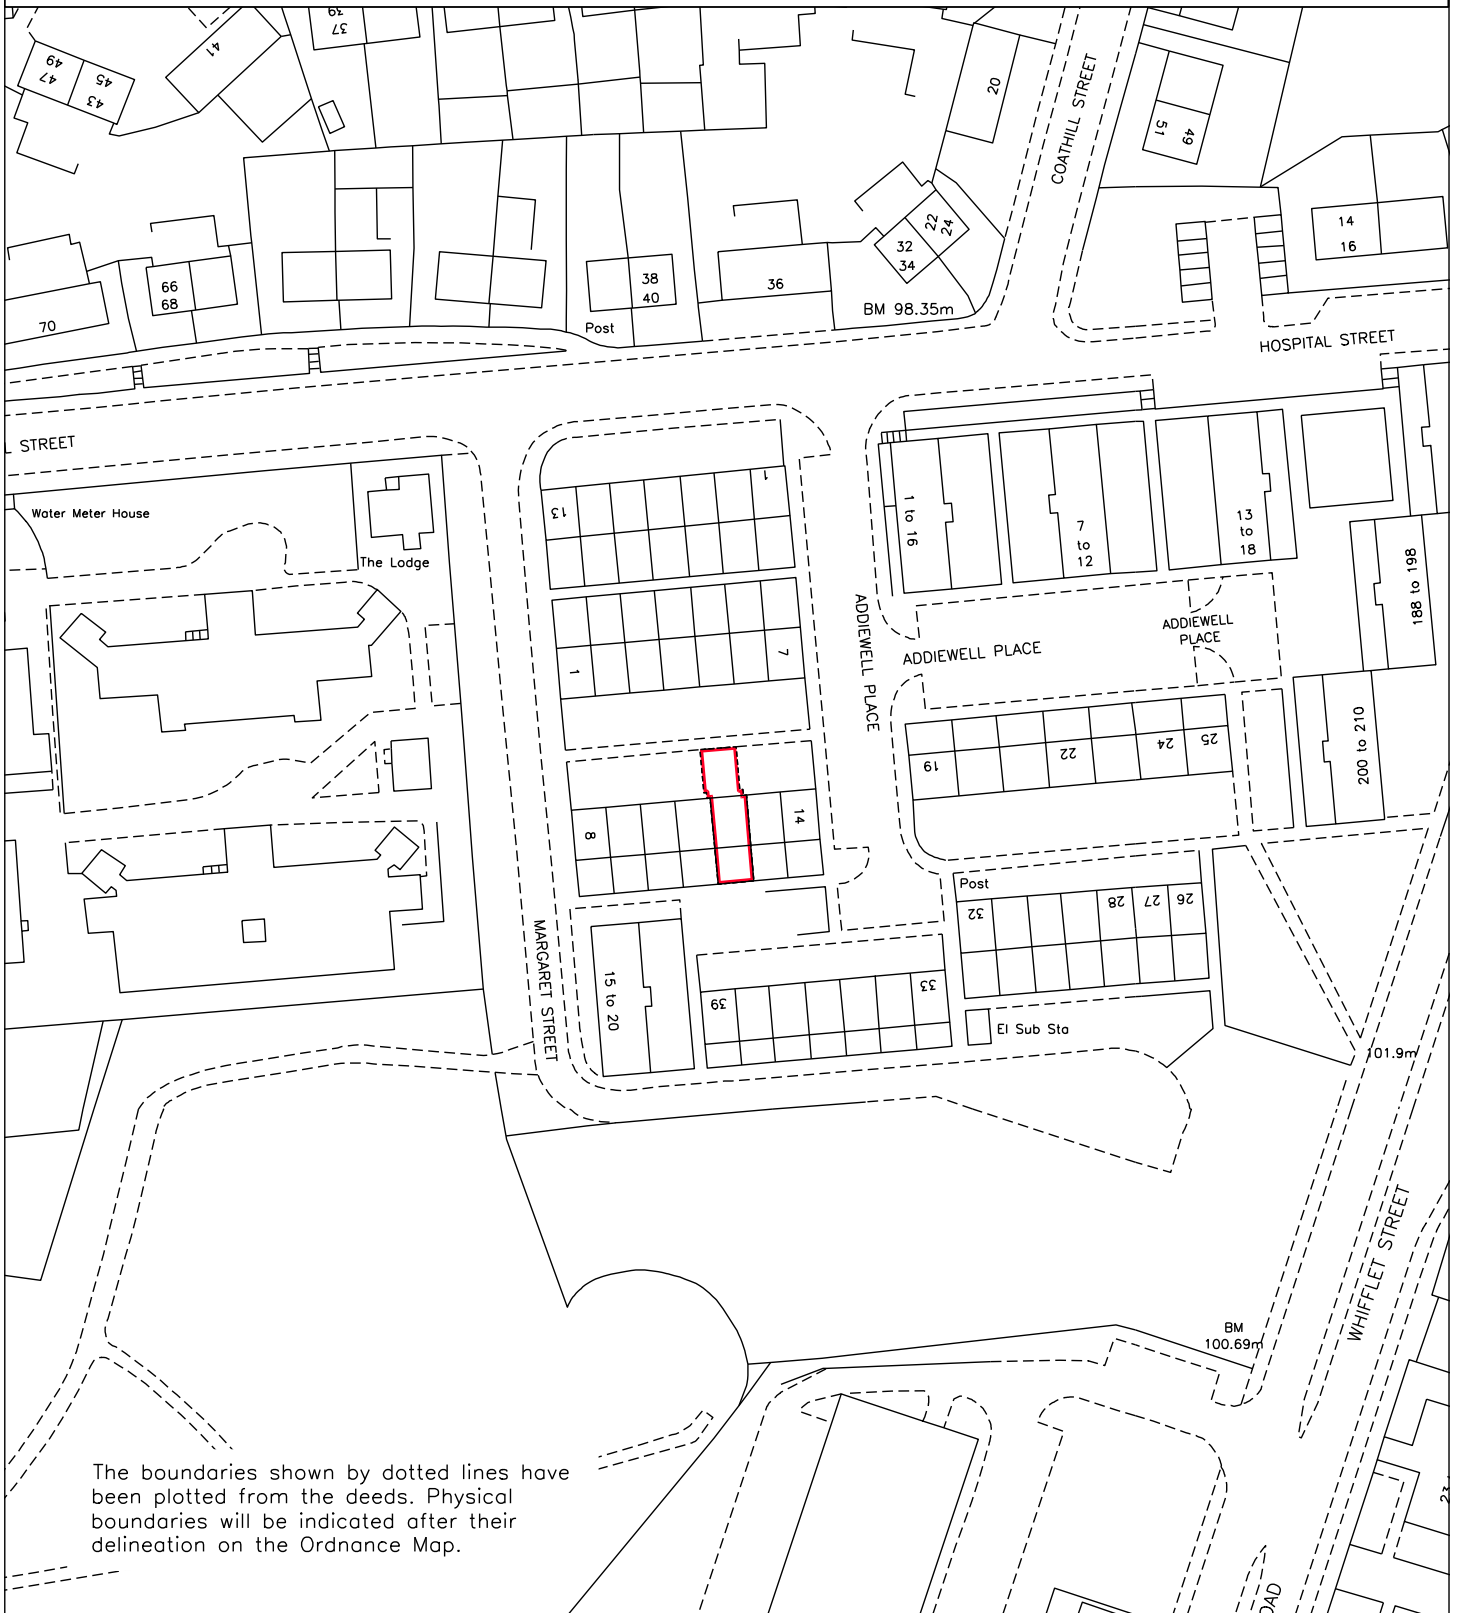 39
37
41
49
47
45
43
20
COATHILL STREET
51
49
14
16
22
24
32
34
66
68
38
40
36
70
BM 98.35m
Post
HOSPITAL STREET
STREET
Water Meter House
The Lodge
13
1
1
7
ADDIEWELL PLACE
1 to 16
7
to
12
13
to
18
188 to 198
ADDIEWELL PLACE
ADDIEWELL
PLACE
200 to 210
19
22
24
25
8
14
Post
32
28
27
26
MARGARET STREET
15 to 20
39
33
El Sub Sta
101.9m
WHIFFLET STREET
BM
100.69m
The boundaries shown by dotted lines have
been plotted from the deeds. Physical
boundaries will be indicated after their
delineation on the Ordnance Map.